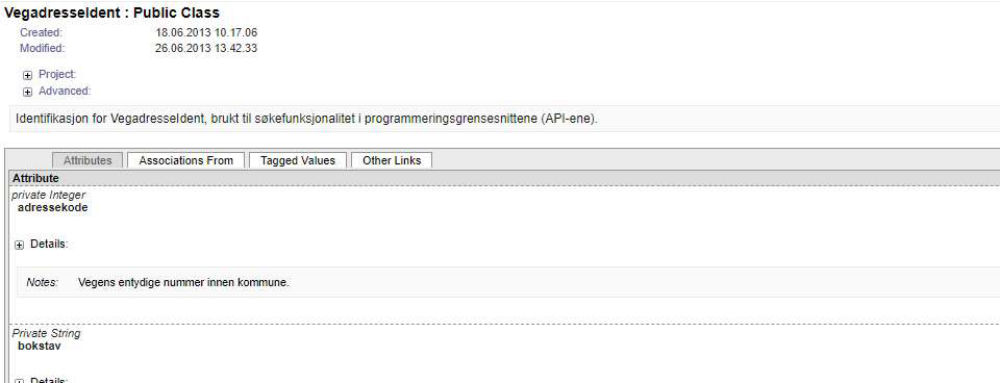 VegadresseIdent : Public Class
Created: 18.06.2013 10.17.06
Modified: 26.06.2013 13.42.33
Project:
Advanced:
Identifikasjon for VegadresseIdent, brukt til søkefunksjonalitet i programmeringsgrensesnittene (API-ene).
Attributes Associations From Tagged Values Other Links
Attribute
private Integer
adressekode
Details:
Notes: Vegens entydige nummer innen kommune.
Private String
bokstav
Details: